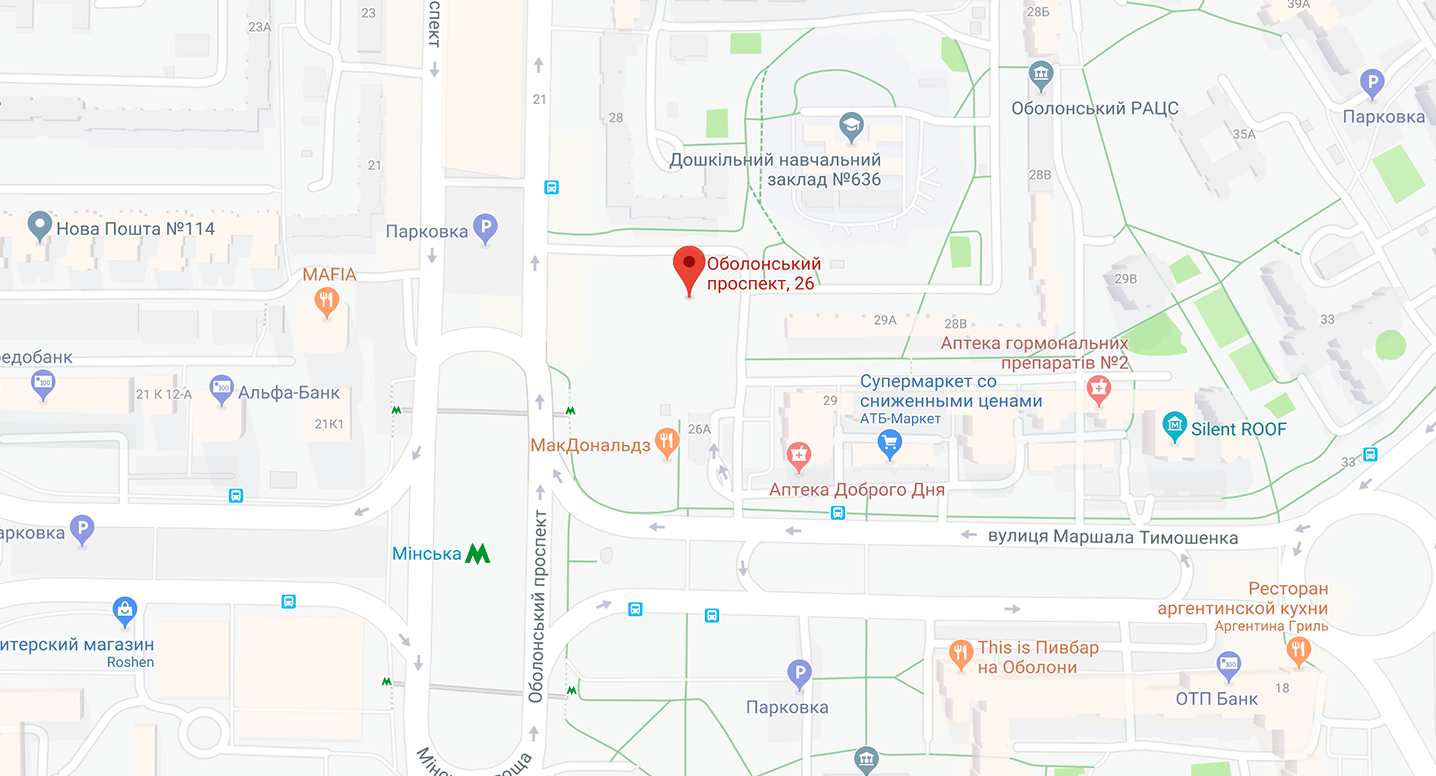 28Б
39А
23А
23
спект
21
28
Оболонський РАЦС
Парковка
35А
Дошкільний навчальний
заклад №636
21
28В
Нова Пошта №114
Парковка
MAFIA
Оболонський
проспект, 26
29В
29А
28В
33
Аптека гормональних
препаратів №2
редобанк
Альфа-Банк
21 К 12-А
21К1
Супермаркет со
сниженными ценами
АТБ-Маркет
29
26А
МакДональдз
Silent ROOF
33
Аптека Доброго Дня
арковка
Мінська
Оболонський проспект
вулиця Маршала Тимошенка
Ресторан
аргентинской кухни
Аргентина Ґриль
итерский магазин
Roshen
This is Пивбар
на Оболони
ОТП Банк
18
Парковка
Мінс
оща